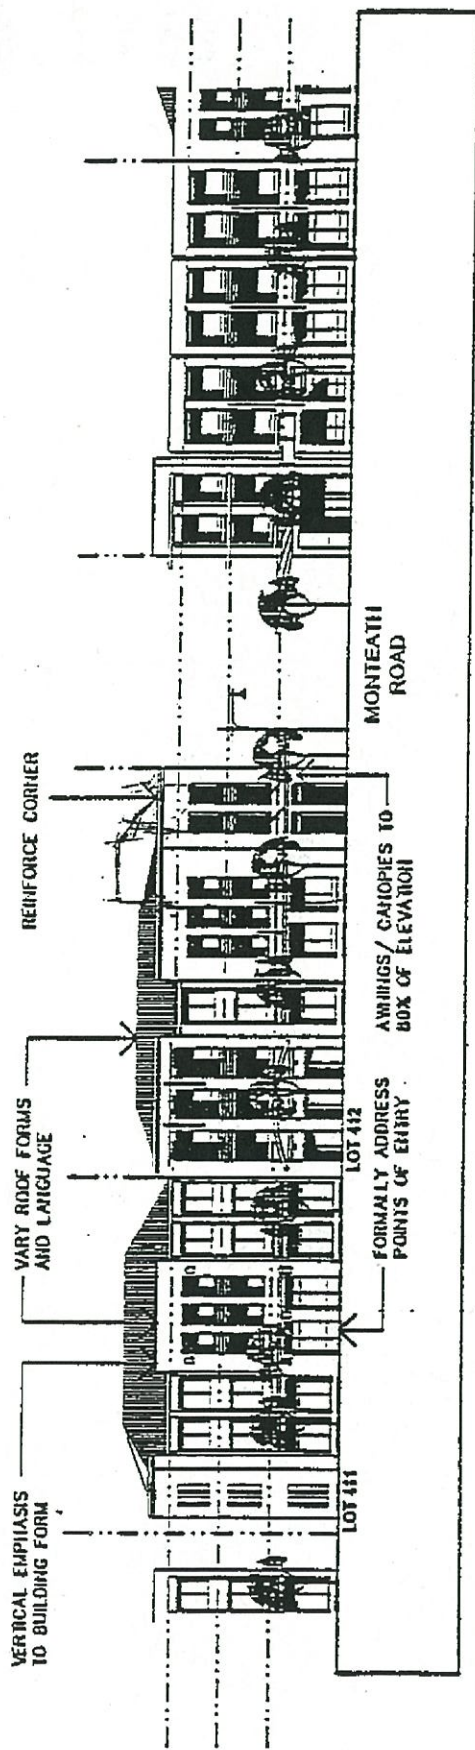 VERTICAL EMPHASIS
TO BUILDING FORM
VARY ROOF FORMS
AND LANGUAGE
REINFORCE CORNER
LOT 411
LOT 412
FORMALLY ADDRESS
POINTS OF ENTRY
AWNINGS/ CANOPIES TO
BOX OF ELEVATION
MONTEATH
ROAD